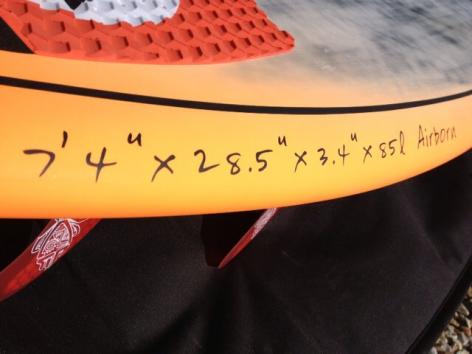 7'4" x 28.5" x 3.4" x 85l Airborn